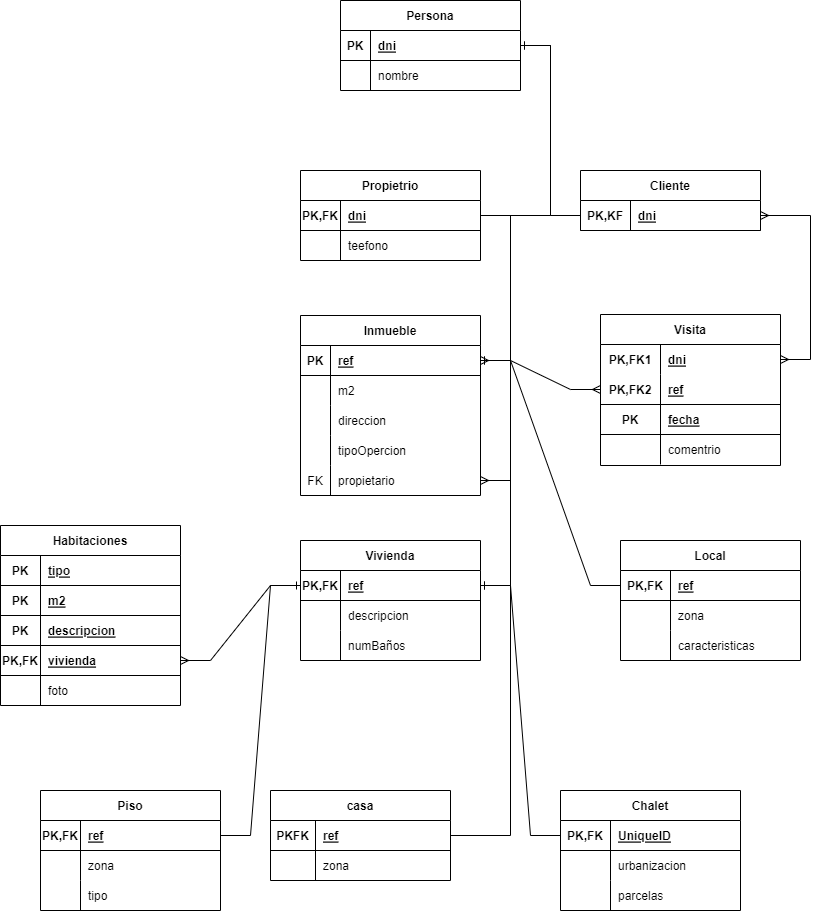 Persona
PK dni
nombre
Propietrio
PK,FK dni
teefono
Cliente
PK,KF dni
Inmueble
PK ref
m2
direccion
tipoOpercion
FK propietario
Visita
PK,FK1 dni
PK,FK2 ref
PK fecha
comentrio
Habitaciones
PK tipo
PK m2
PK descripcion
PK,FK vivienda
foto
Vivienda
PK,FK ref
descripcion
numBaños
Local
PK,FK ref
zona
caracteristicas
Piso
PK,FK ref
zona
tipo
casa
PKFK ref
zona
Chalet
PK,FK UniqueID
urbanizacion
parcelas